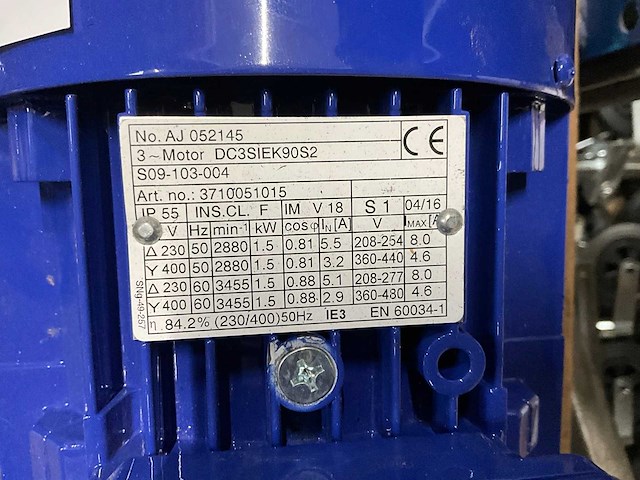 No. AJ 052145
3~Motor DC3SIEK90S2 CE
S09-103-004
Art. no.: 3710051015
IP 55 INS.CL. F IM V 18 S 1 04/16
V Hz min-1 kW cos φ IN [A] V IMAX.[A]
Δ 230 50 2880 1.5 0.81 5.5 208-254 8.0
Y 400 50 2880 1.5 0.81 3.2 360-440 4.6
Δ 230 60 3455 1.5 0.88 5.1 208-277 8.0
Y 400 60 3455 1.5 0.88 2.9 360-480 4.6
η 84.2% (230/400)50Hz IE3 EN 60034-1